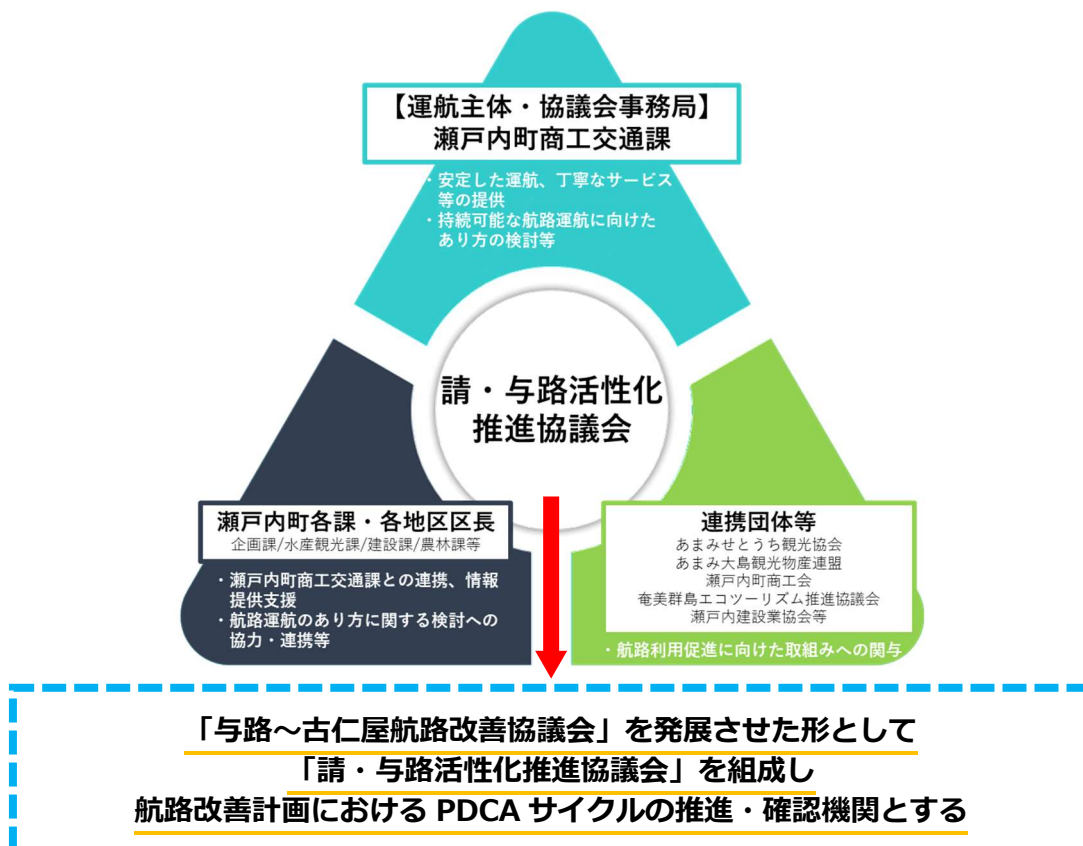 【運航主体・協議会事務局】
瀬戸内町商工交通課
・安定した運航、丁寧なサービス
等の提供
・持続可能な航路運航に向けた
あり方の検討等
請・与路活性化
推進協議会
瀬戸内町各課・各地区区長
企画課/水産観光課/建設課/農林課等
・瀬戸内町商工交通課との連携、情報
提供支援
・航路運航のあり方に関する検討への
協力・連携等
連携団体等
あまみせとうち観光協会
あまみ大島観光物産連盟
瀬戸内町商工会
奄美群島エコツーリズム推進協議会
瀬戸内建設業協会等
・航路利用促進に向けた取組みへの関与
「与路～古仁屋航路改善協議会」を発展させた形として
「請・与路活性化推進協議会」を組成し
航路改善計画における PDCA サイクルの推進・確認機関とする